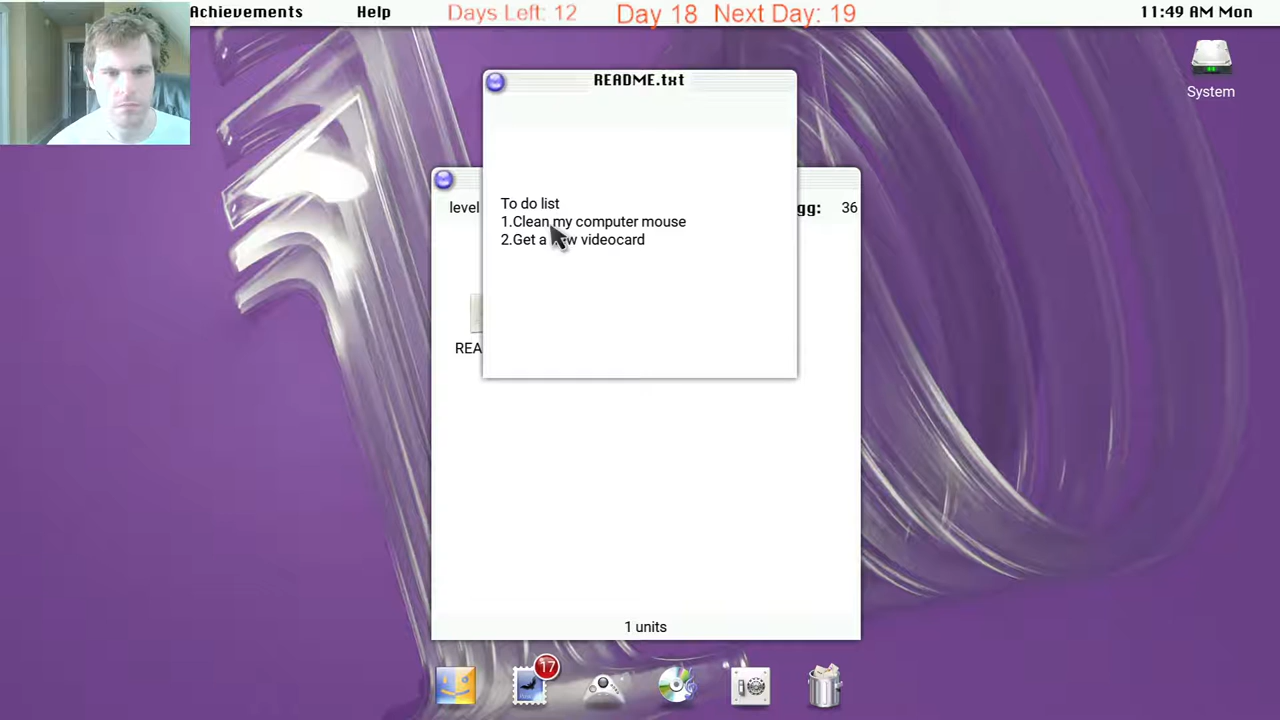 Achievements Help Days Left: 12 Day 18 Next Day: 19 11:49 AM Mon
README.txt
System
To do list
level gg: 36
1.Clean my computer mouse
2.Get a videocard
REA
1 units
17